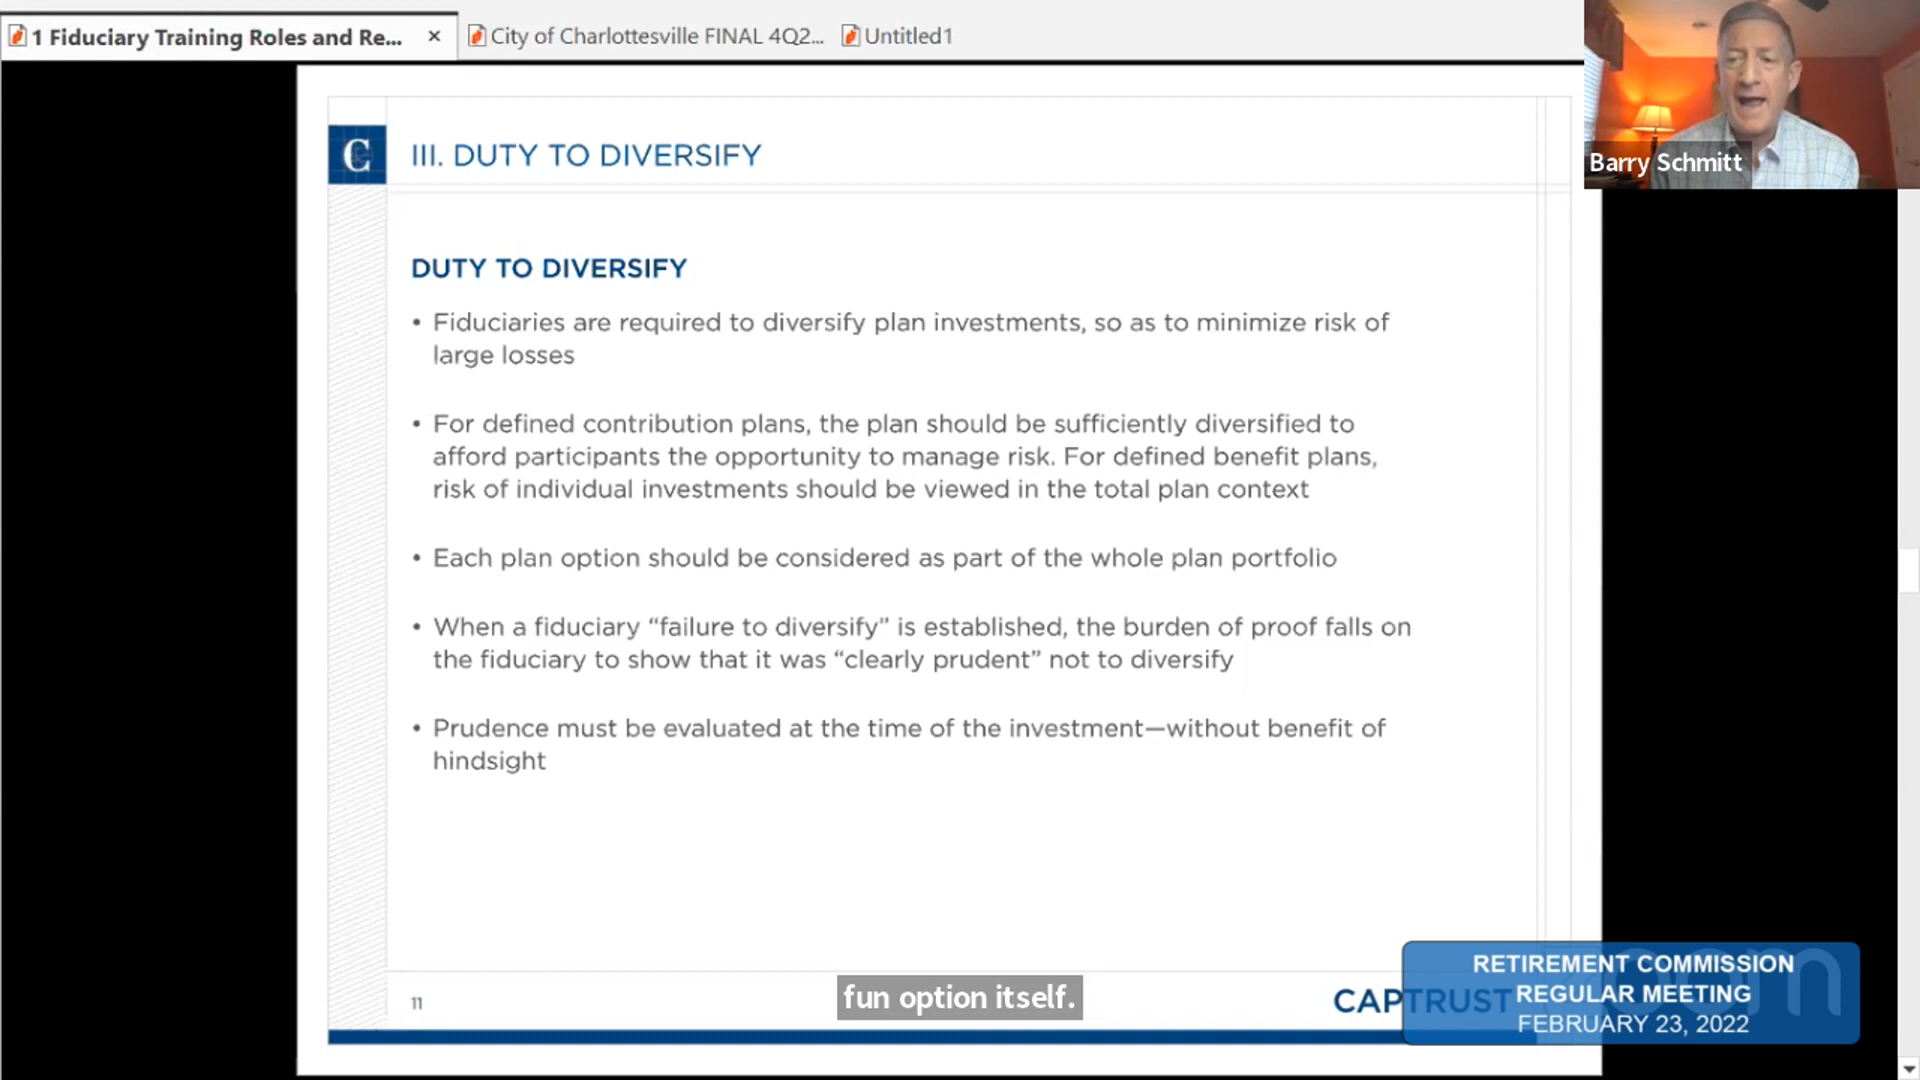 1 Fiduciary Training Roles and Re...
City of Charlottesville FINAL 4Q2...
Untitled1
Barry Schmitt
C
III. DUTY TO DIVERSIFY
DUTY TO DIVERSIFY
• Fiduciaries are required to diversify plan investments, so as to minimize risk of
large losses
• For defined contribution plans, the plan should be sufficiently diversified to
afford participants the opportunity to manage risk. For defined benefit plans,
risk of individual investments should be viewed in the total plan context
• Each plan option should be considered as part of the whole plan portfolio
• When a fiduciary “failure to diversify” is established, the burden of proof falls on
the fiduciary to show that it was “clearly prudent” not to diversify
• Prudence must be evaluated at the time of the investment—without benefit of
hindsight
11
fun option itself.
CAPTRUST
RETIREMENT COMMISSION
REGULAR MEETING
FEBRUARY 23, 2022